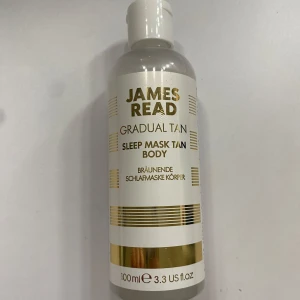 JAMES
READ
GRADUAL TAN
SLEEP MASK TAN
BODY
BRÄUNENDE
SCHLAFMASKE KÖRPER
100ml e 3.3 US fl.oz